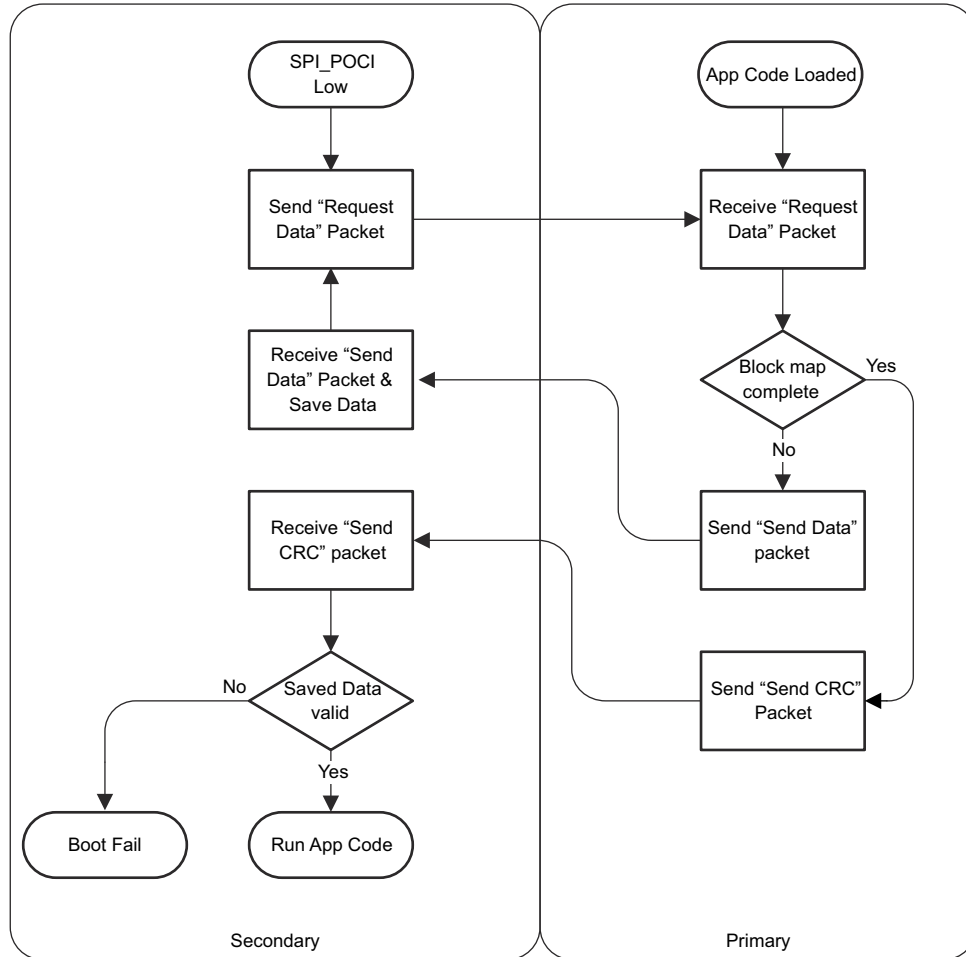 SPI_POCI
Low
App Code Loaded
Send “Request
Data” Packet
Receive “Request
Data” Packet
Receive “Send
Data” Packet &
Save Data
Block map
complete
Yes
No
Receive “Send
CRC” packet
Send “Send Data”
packet
No
Saved Data
valid
Send “Send CRC”
Packet
Yes
Boot Fail
Run App Code
Secondary
Primary